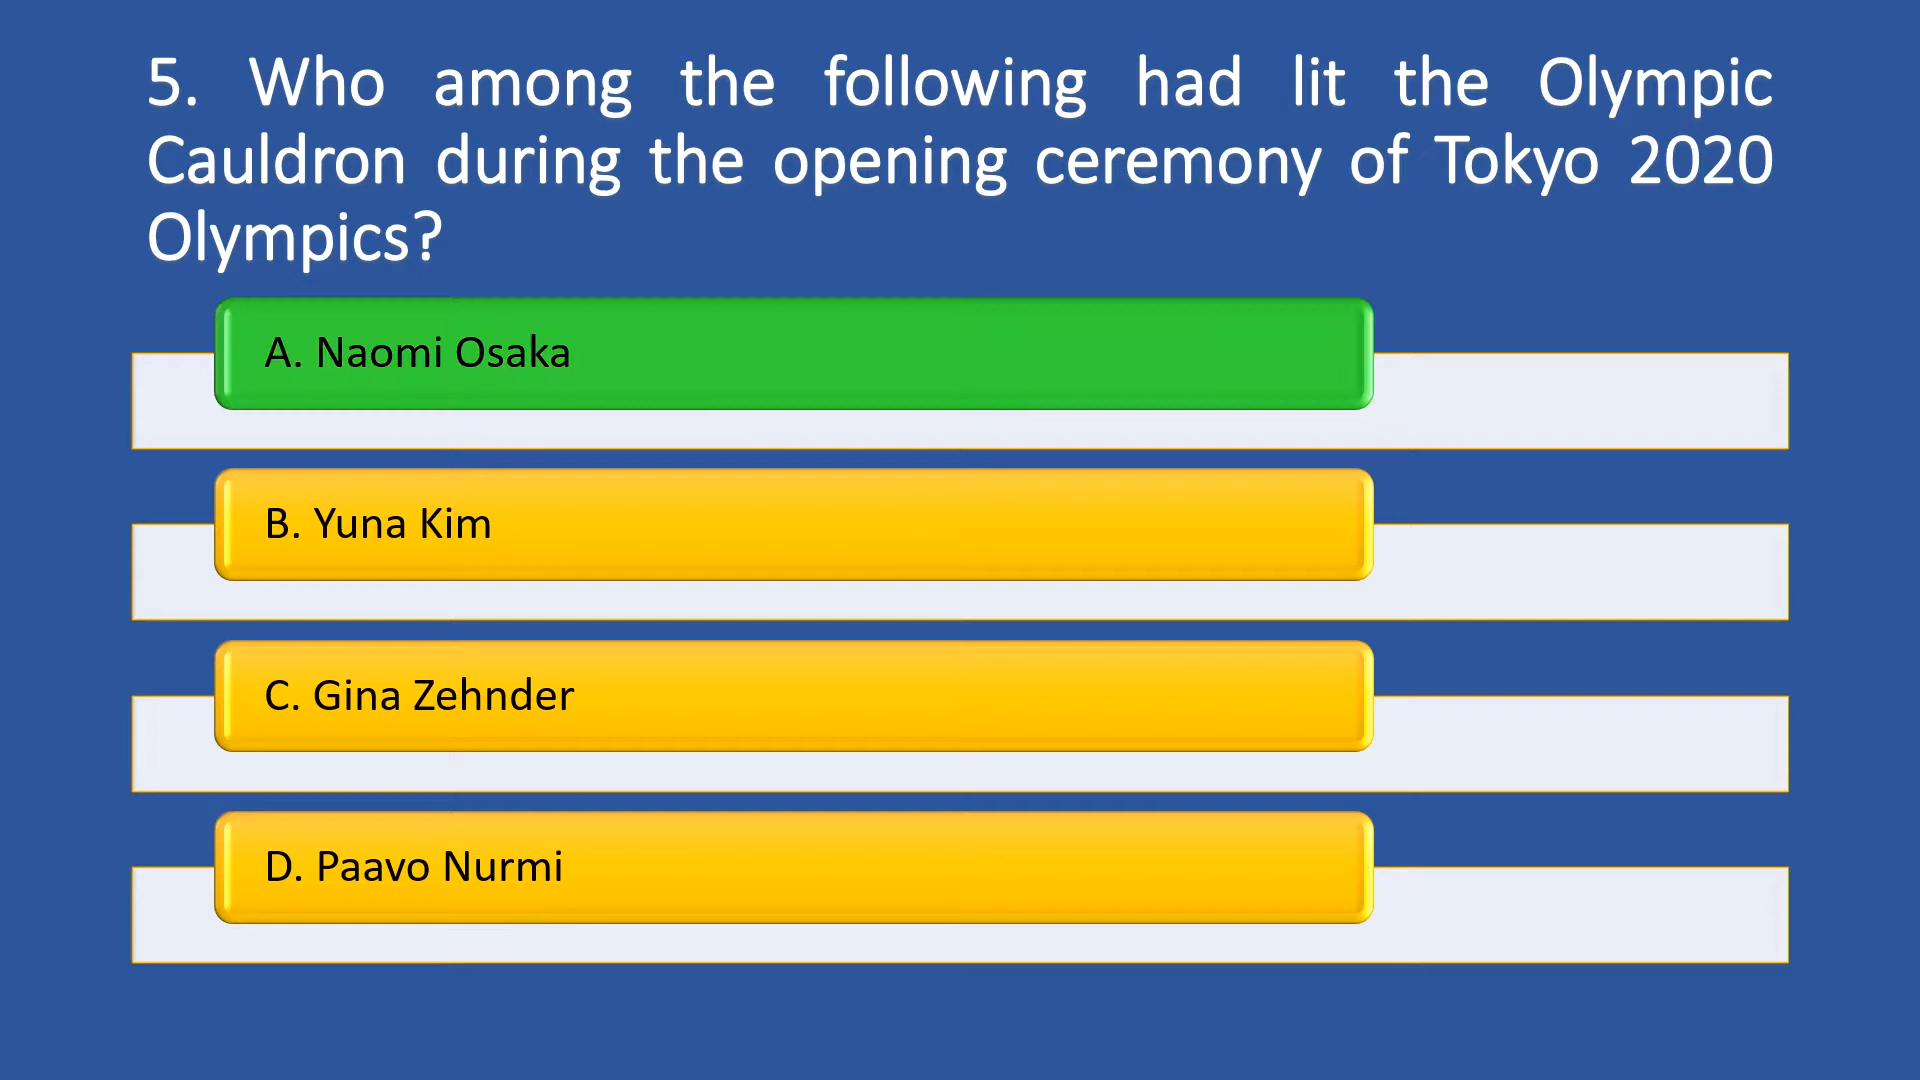 5. Who among the following had lit the Olympic
Cauldron during the opening ceremony of Tokyo 2020
Olympics?
A. Naomi Osaka
B. Yuna Kim
C. Gina Zehnder
D. Paavo Nurmi